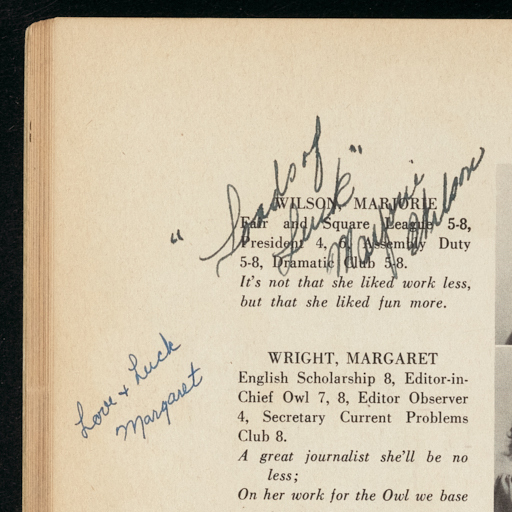 "Loads of
Luck"
Marjorie
Wilson
WILSON, MARJORIE
Fair and Square League 5-8,
President 4, 6, Assembly Duty
5-8, Dramatic Club 5-8.
It's not that she liked work less,
but that she liked fun more.
Love + Luck
Margaret
WRIGHT, MARGARET
English Scholarship 8, Editor-in-
Chief Owl 7, 8, Editor Observer
4, Secretary Current Problems
Club 8.
A great journalist she'll be no
less;
On her work for the Owl we base